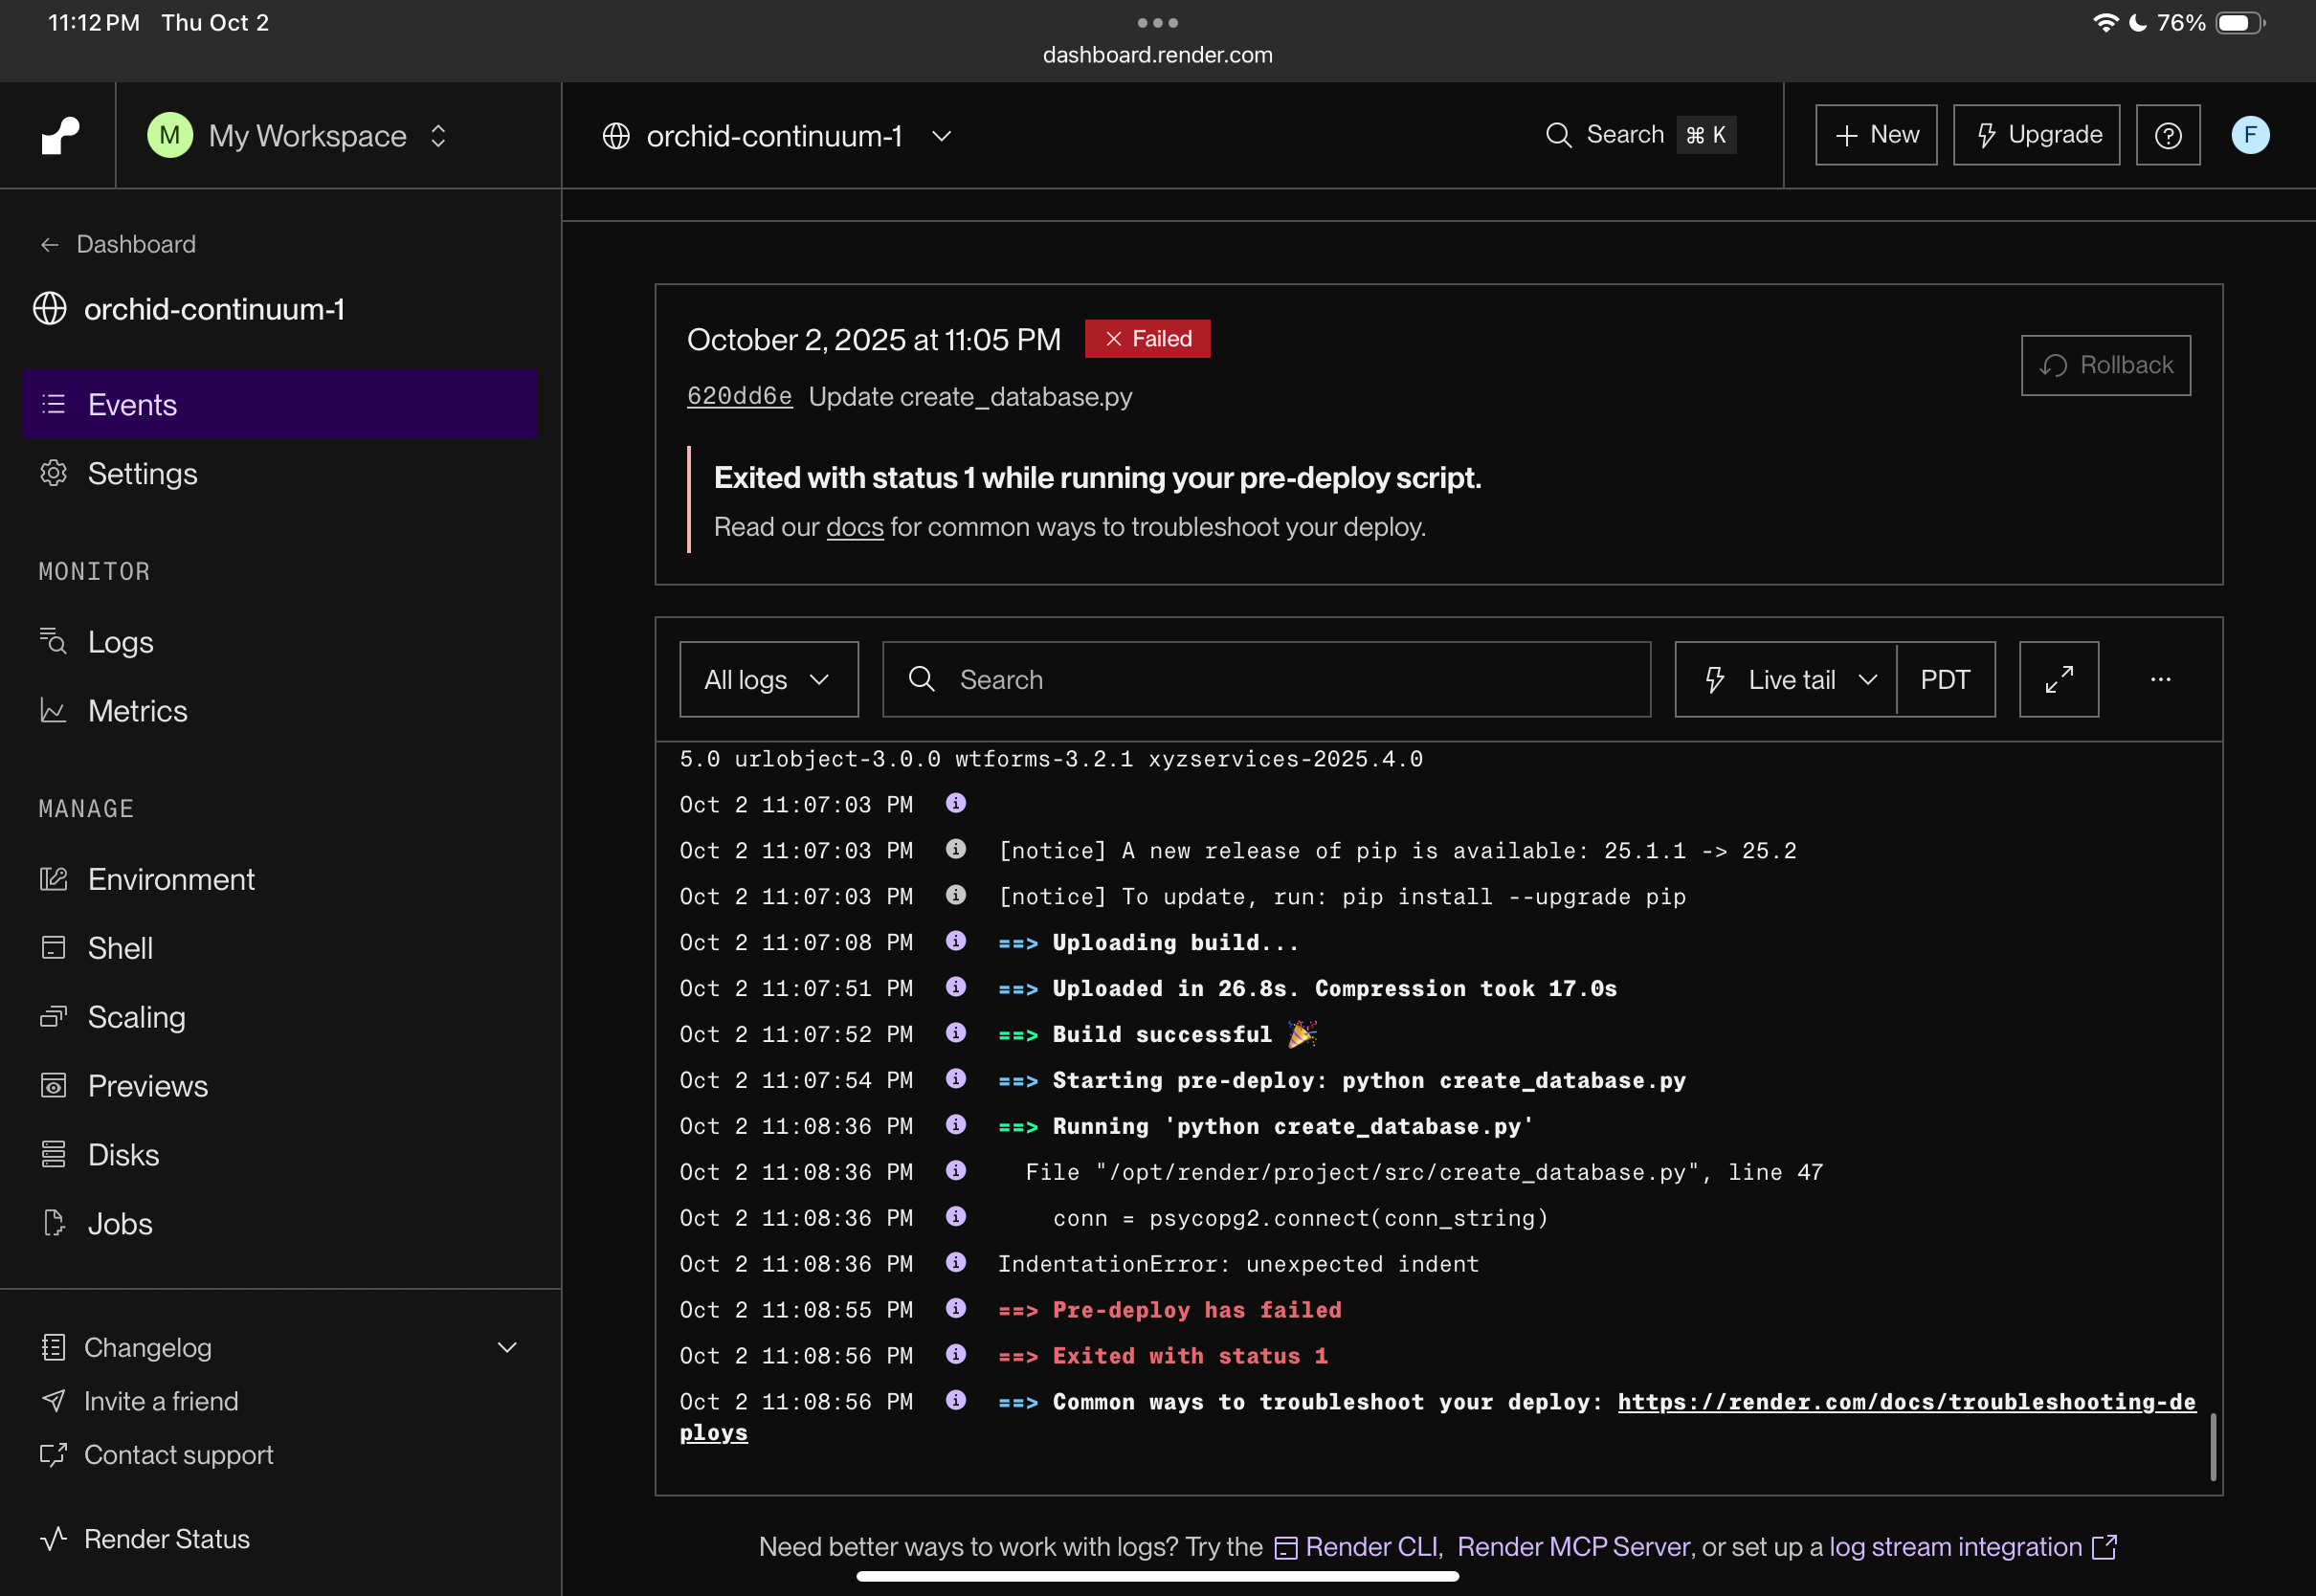 11:12 PM Thu Oct 2
76%
dashboard.render.com
M My Workspace
orchid-continuum-1
Search ⌘ K
+ New
Upgrade
F
← Dashboard
orchid-continuum-1
Events
Settings
MONITOR
Logs
Metrics
MANAGE
Environment
Shell
Scaling
Previews
Disks
Jobs
Changelog
Invite a friend
Contact support
Render Status
October 2, 2025 at 11:05 PM × Failed
Rollback
620dd6e Update create_database.py
Exited with status 1 while running your pre-deploy script.
Read our docs for common ways to troubleshoot your deploy.
All logs
Search
Live tail
PDT
...
5.0 urlobject-3.0.0 wtforms-3.2.1 xyzservices-2025.4.0
Oct 2 11:07:03 PM
Oct 2 11:07:03 PM [notice] A new release of pip is available: 25.1.1 -> 25.2
Oct 2 11:07:03 PM [notice] To update, run: pip install --upgrade pip
Oct 2 11:07:08 PM ==> Uploading build...
Oct 2 11:07:51 PM ==> Uploaded in 26.8s. Compression took 17.0s
Oct 2 11:07:52 PM ==> Build successful 🎉
Oct 2 11:07:54 PM ==> Starting pre-deploy: python create_database.py
Oct 2 11:08:36 PM ==> Running 'python create_database.py'
Oct 2 11:08:36 PM File "/opt/render/project/src/create_database.py", line 47
Oct 2 11:08:36 PM conn = psycopg2.connect(conn_string)
Oct 2 11:08:36 PM IndentationError: unexpected indent
Oct 2 11:08:55 PM ==> Pre-deploy has failed
Oct 2 11:08:56 PM ==> Exited with status 1
Oct 2 11:08:56 PM ==> Common ways to troubleshoot your deploy: https://render.com/docs/troubleshooting-de
ploys
Need better ways to work with logs? Try the Render CLI, Render MCP Server, or set up a log stream integration